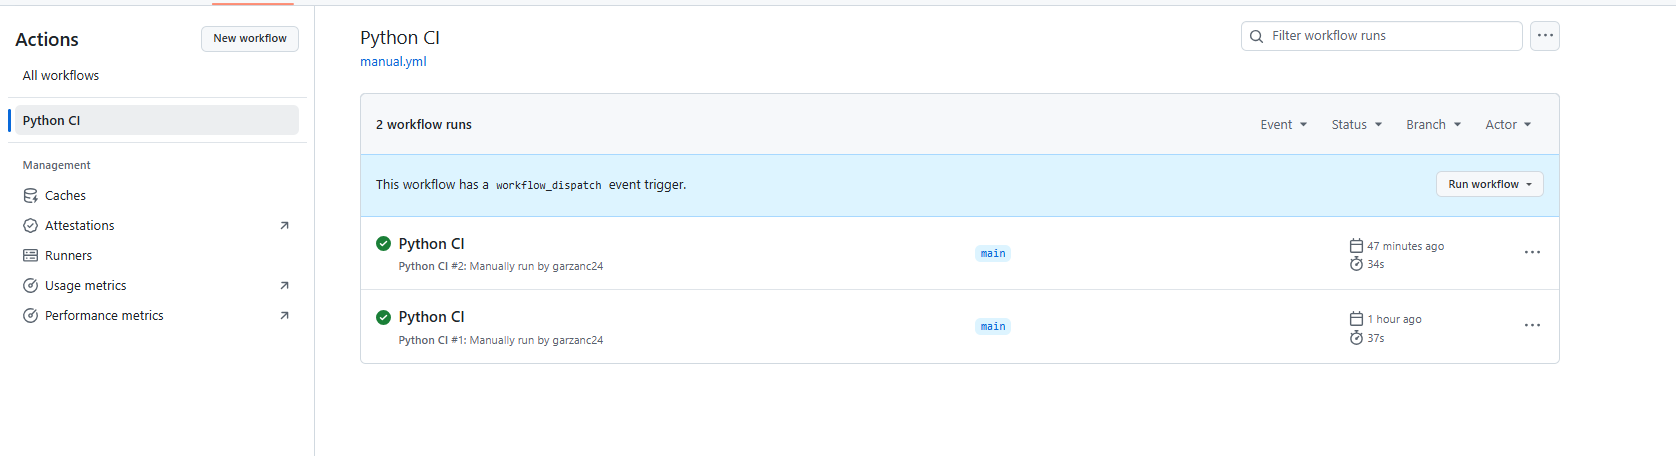 Actions
New workflow
All workflows
Python CI
Management
Caches
Attestations
Runners
Usage metrics
Performance metrics
Python CI
manual.yml
Filter workflow runs
2 workflow runs
Event
Status
Branch
Actor
This workflow has a workflow_dispatch event trigger.
Run workflow
Python CI
Python CI #2: Manually run by garzanc24
main
47 minutes ago
34s
Python CI
Python CI #1: Manually run by garzanc24
main
1 hour ago
37s